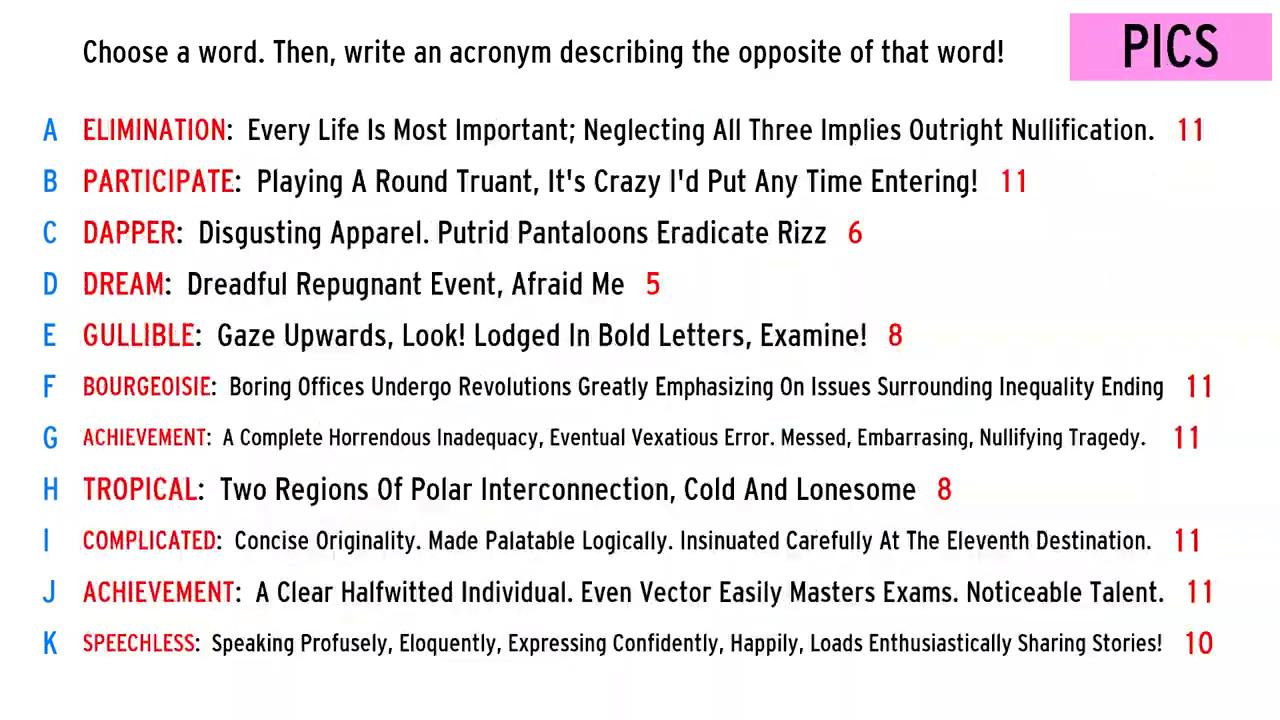 Choose a word. Then, write an acronym describing the opposite of that word!
PICS
A ELIMINATION: Every Life Is Most Important; Neglecting All Three Implies Outright Nullification. 11
B PARTICIPATE: Playing A Round Truant, It's Crazy I'd Put Any Time Entering! 11
C DAPPER: Disgusting Apparel. Putrid Pantaloons Eradicate Rizz 6
D DREAM: Dreadful Repugnant Event, Afraid Me 5
E GULLIBLE: Gaze Upwards, Look! Lodged In Bold Letters, Examine! 8
F BOURGEOISIE: Boring Offices Undergo Revolutions Greatly Emphasizing On Issues Surrounding Inequality Ending 11
G ACHIEVEMENT: A Complete Horrendous Inadequacy, Eventual Vexatious Error. Messed, Embarrasing, Nullifying Tragedy. 11
H TROPICAL: Two Regions Of Polar Interconnection, Cold And Lonesome 8
I COMPLICATED: Concise Originality. Made Palatable Logically. Insinuated Carefully At The Eleventh Destination. 11
J ACHIEVEMENT: A Clear Halfwitted Individual. Even Vector Easily Masters Exams. Noticeable Talent. 11
K SPEECHLESS: Speaking Profusely, Eloquently, Expressing Confidently, Happily, Loads Enthusiastically Sharing Stories! 10